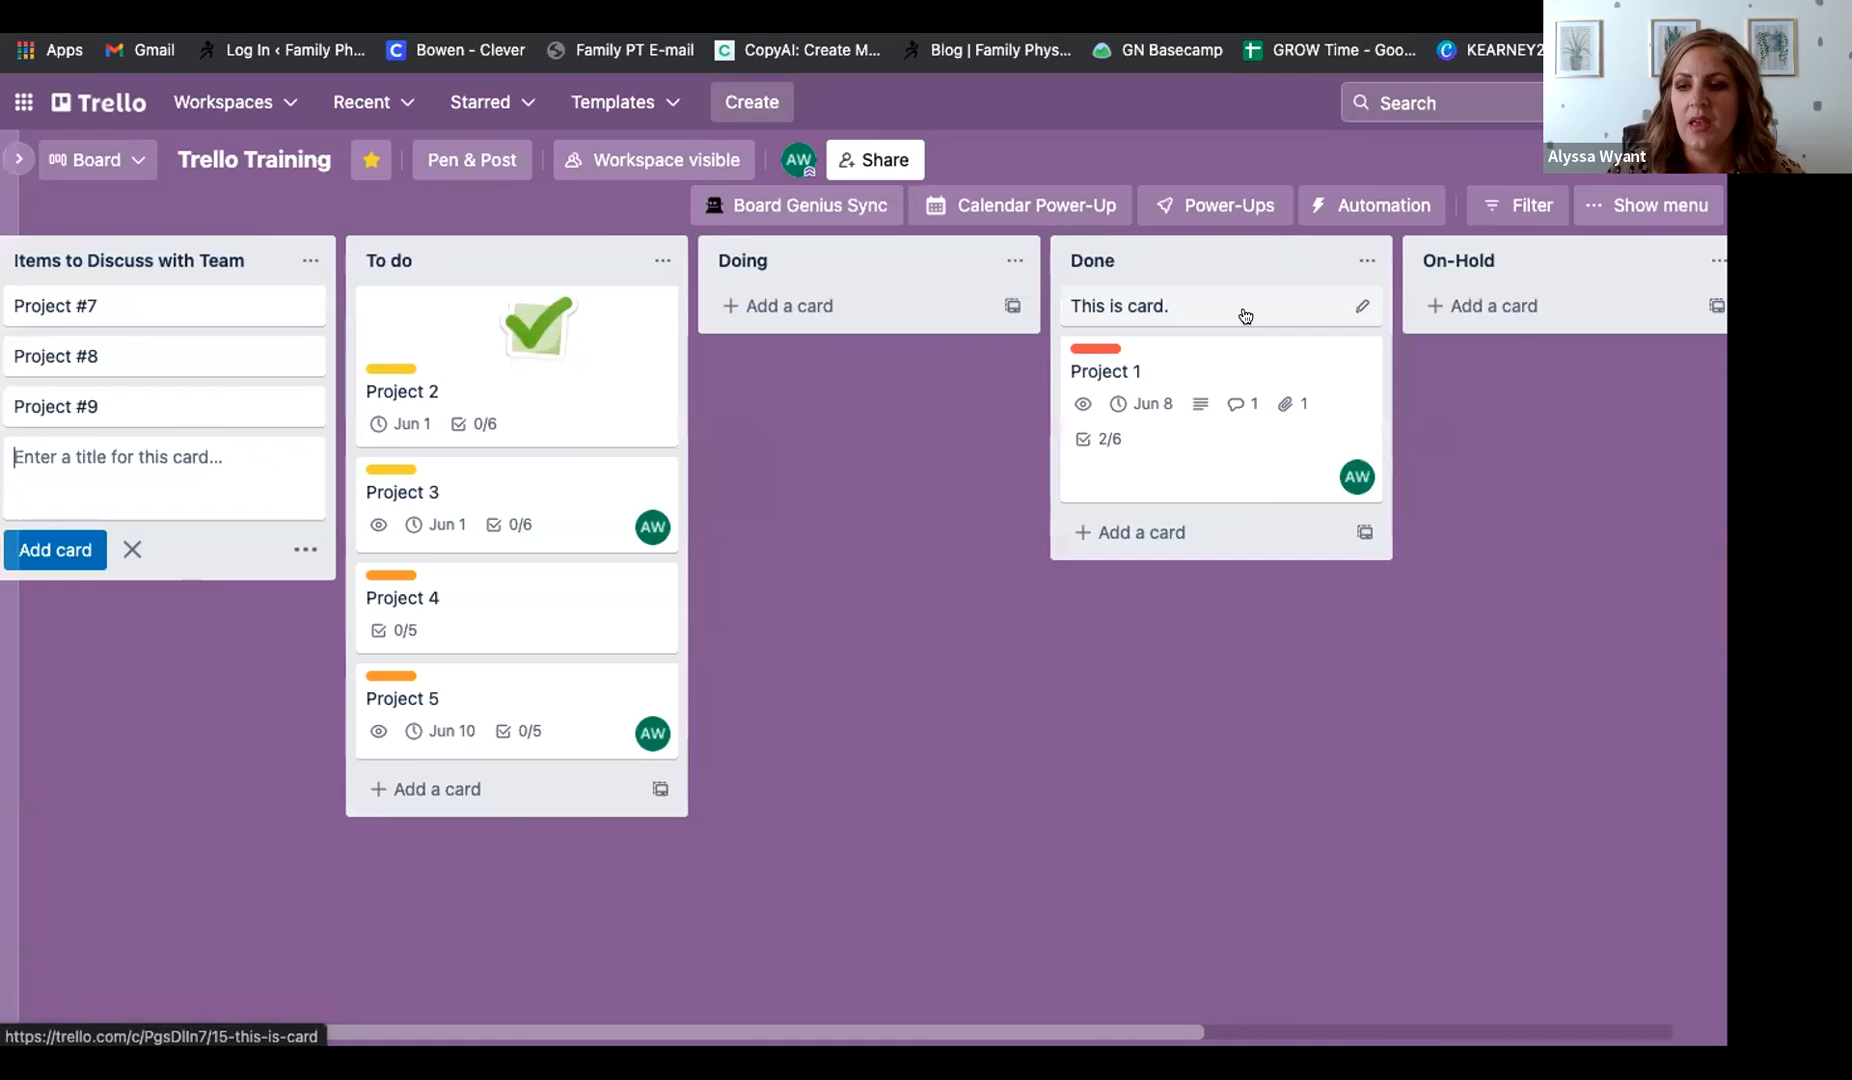 Apps Gmail Log In ‹ Family Ph... Bowen - Clever Family PT E-mail CopyAI: Create M... Blog | Family Phys... GN Basecamp GROW Time - Goo... KEARNEY2
Trello Workspaces Recent Starred Templates Create Search
Alyssa Wyant
Board Trello Training Pen & Post Workspace visible AW Share
Board Genius Sync Calendar Power-Up Power-Ups Automation Filter Show menu
Items to Discuss with Team
Project #7
Project #8
Project #9
Enter a title for this card...
Add card
To do
Project 2
Jun 1 0/6
Project 3
Jun 1 0/6
AW
Project 4
0/5
Project 5
Jun 10 0/5
AW
Add a card
Doing
Add a card
Done
This is card.
Project 1
Jun 8 1 1
2/6
AW
Add a card
On-Hold
Add a card
https://trello.com/c/PgsDlIn7/15-this-is-card